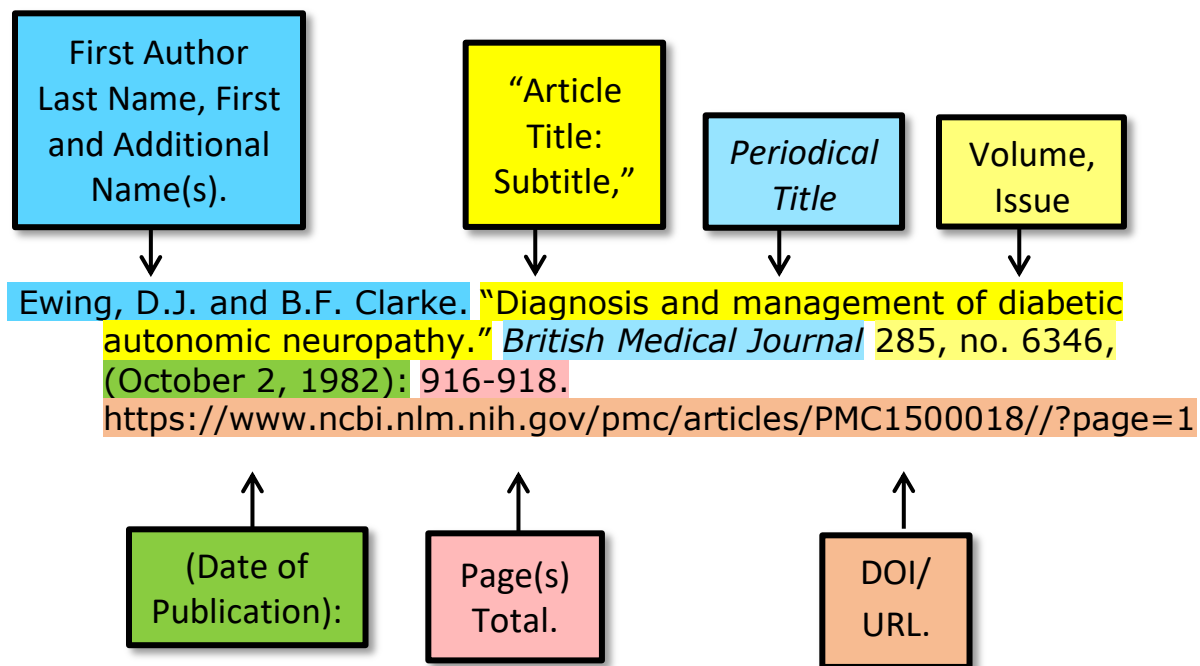 First Author
Last Name, First
and Additional
Name(s).
“Article
Title:
Subtitle,”
Periodical
Title
Volume,
Issue
Ewing, D.J. and B.F. Clarke. “Diagnosis and management of diabetic
autonomic neuropathy.” British Medical Journal 285, no. 6346,
(October 2, 1982): 916-918.
https://www.ncbi.nlm.nih.gov/pmc/articles/PMC1500018//?page=1
(Date of
Publication):
Page(s)
Total.
DOI/
URL.